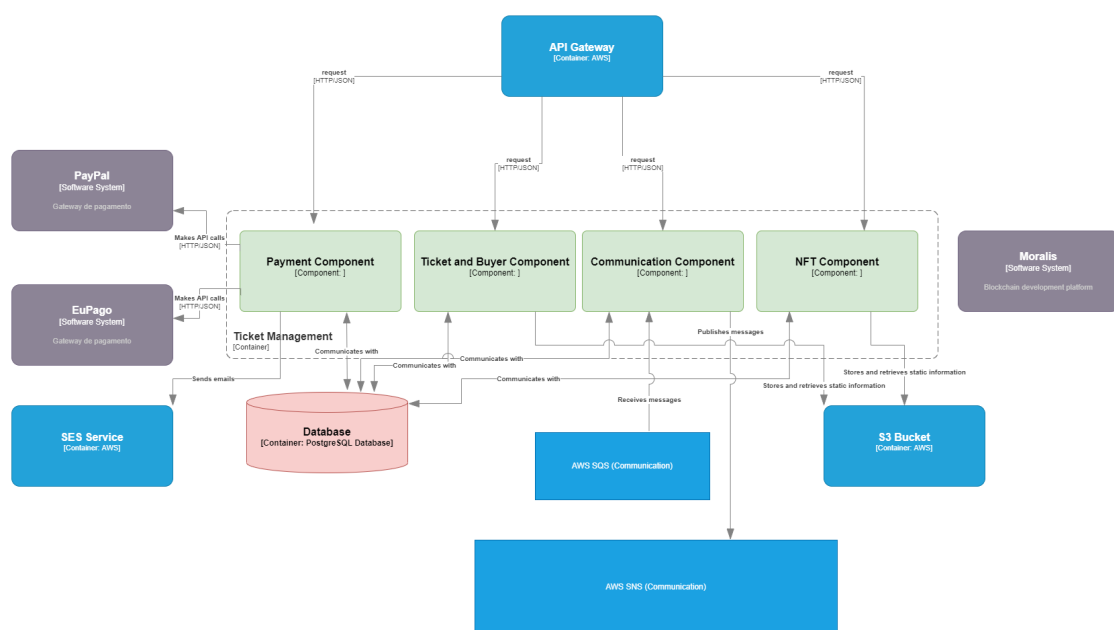 API Gateway
[Container: AWS]
request
[HTTP/JSON]
request
[HTTP/JSON]
request
[HTTP/JSON]
request
[HTTP/JSON]
PayPal
[Software System]
Gateway de pagamento
Makes API calls
[HTTP/JSON]
Payment Component
[Component: ]
Ticket and Buyer Component
[Component: ]
Communication Component
[Component: ]
NFT Component
[Component: ]
Moralis
[Software System]
Blockchain development platform
EuPago
[Software System]
Gateway de pagamento
Makes API calls
[HTTP/JSON]
Ticket Management
[Container]
Publishes messages
Communicates with
Communicates with
Communicates with
Communicates with
Sends emails
Stores and retrieves static information
Stores and retrieves static information
Receives messages
SES Service
[Container: AWS]
Database
[Container: PostgreSQL Database]
S3 Bucket
[Container: AWS]
AWS SQS (Communication)
AWS SNS (Communication)